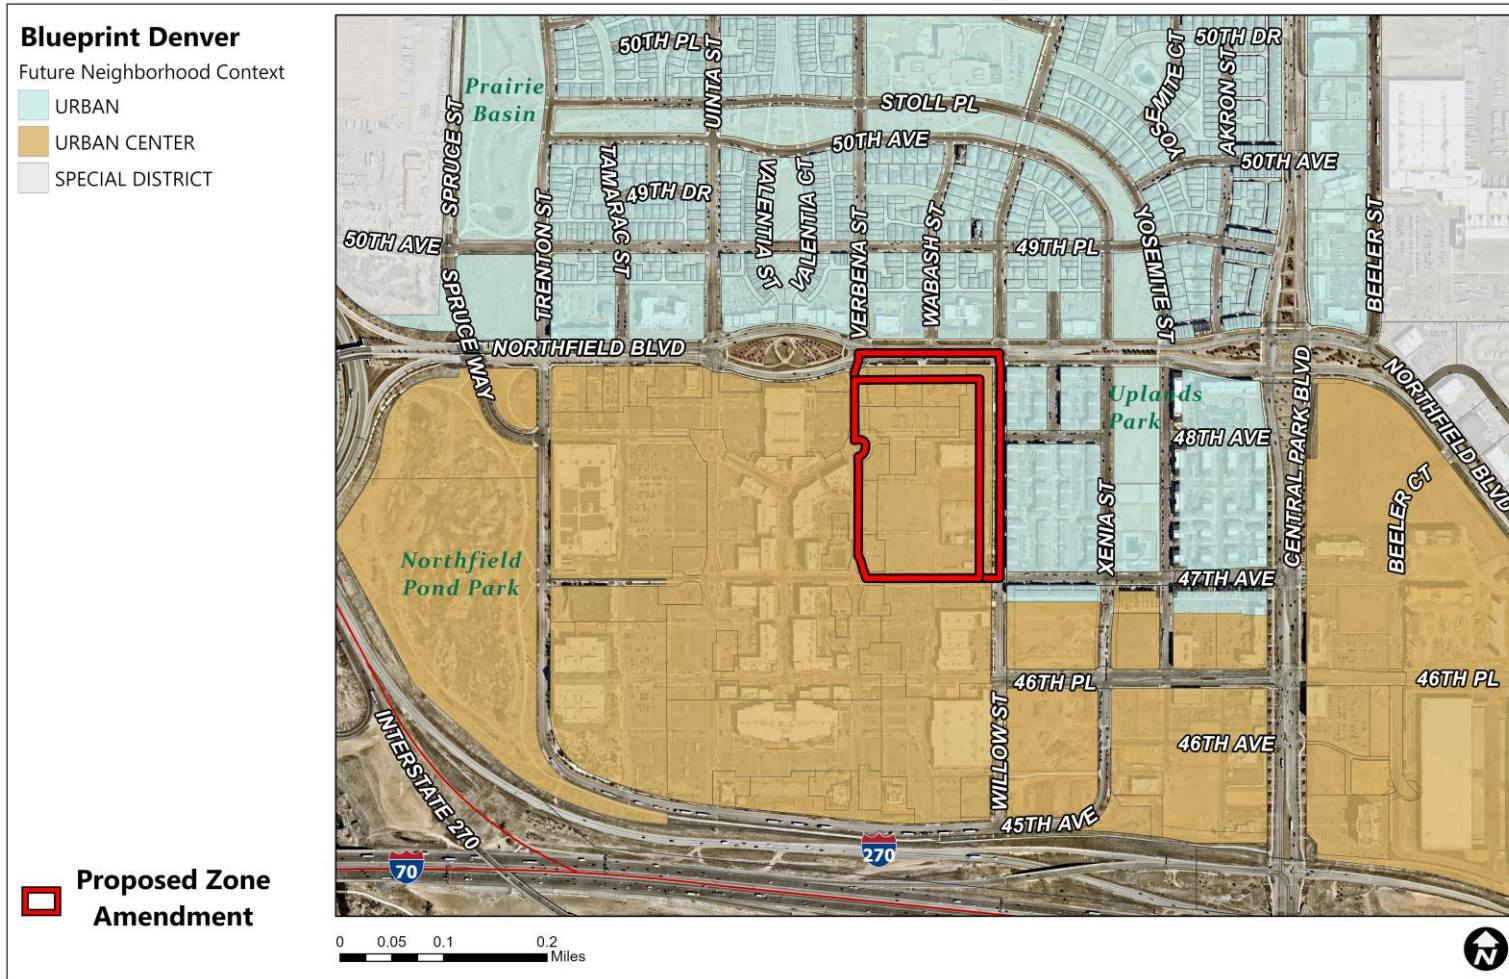 Blueprint Denver
Future Neighborhood Context
URBAN
URBAN CENTER
SPECIAL DISTRICT
50TH PL
UINTA ST
YOSEMITE CT
50TH DR
AKRON ST
Prairie
Basin
SPRUCE ST
STOLL PL
50TH AVE
50TH AVE
TRENTON ST
TAMARAC ST
49TH DR
VALENTIA ST
VALENTIA CT
VERBENA ST
WABASH ST
YOSEMITE ST
BEELER ST
50TH AVE
49TH PL
SPRUCE WAY
NORTHFIELD BLVD
NORTHFIELD BLVD
Uplands
Park
48TH AVE
CENTRAL PARK BLVD
BEELER CT
XENIA ST
Northfield
Pond Park
47TH AVE
46TH PL
46TH PL
WILLOW ST
46TH AVE
INTERSTATE 270
45TH AVE
70
270
Proposed Zone
Amendment
0 0.05 0.1 0.2
Miles
N